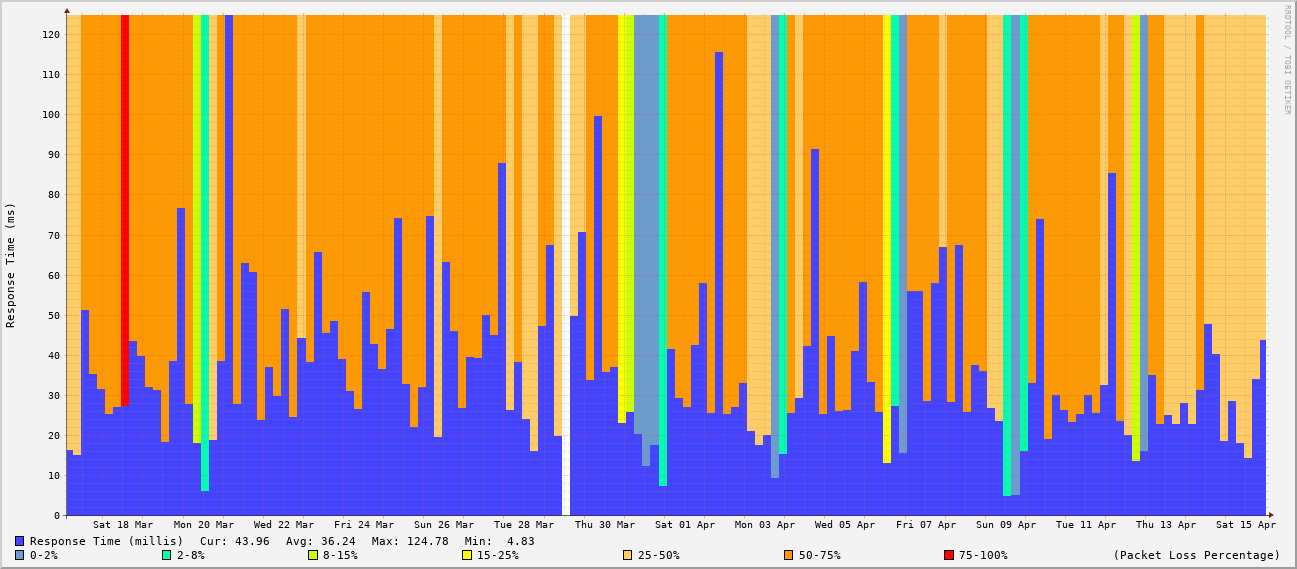 RRDTOOL / TOBI OETIKER
Response Time (ms)
120
110
100
90
80
70
60
50
40
30
20
10
0
Sat 18 Mar Mon 20 Mar Wed 22 Mar Fri 24 Mar Sun 26 Mar Tue 28 Mar Thu 30 Mar Sat 01 Apr Mon 03 Apr Wed 05 Apr Fri 07 Apr Sun 09 Apr Tue 11 Apr Thu 13 Apr Sat 15 Apr
Response Time (millis) Cur: 43.96 Avg: 36.24 Max: 124.78 Min: 4.83
0-2% 2-8% 8-15% 15-25% 25-50% 50-75% 75-100% (Packet Loss Percentage)